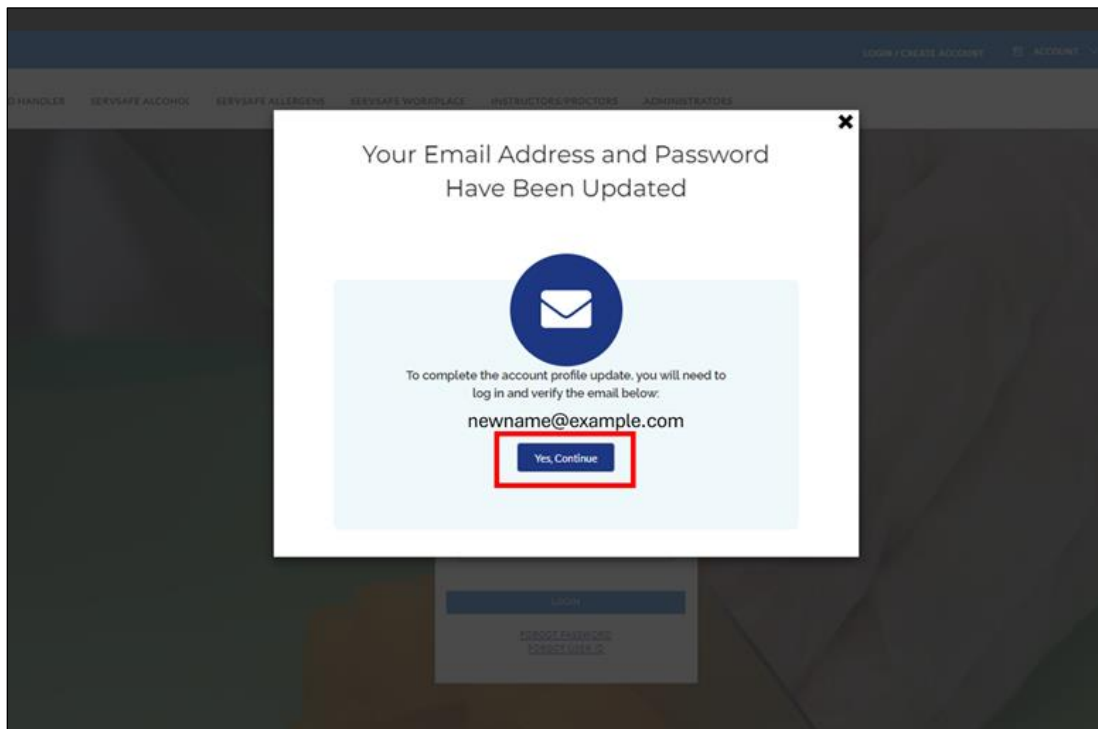 LOGIN / CREATE ACCOUNT ACCOUNT
D HANDLER SERVSAFE ALCOHOL SERVSAFE ALLERGENS SERVSAFE WORKPLACE INSTRUCTORS/PROCTORS ADMINISTRATORS
Your Email Address and Password
Have Been Updated
To complete the account profile update, you will need to
log in and verify the email below:
newname@example.com
Yes, Continue
LOGIN
FORGOT PASSWORD
FORGOT USER ID